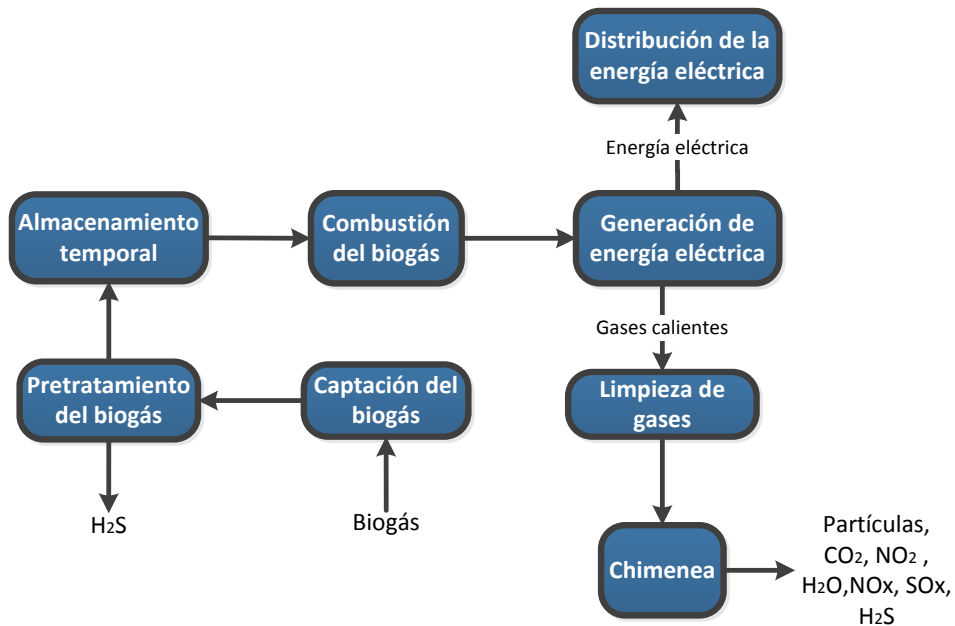 Distribución de la
energía eléctrica
Energía eléctrica
Almacenamiento
temporal
Combustión
del biogás
Generación de
energía eléctrica
Gases calientes
Pretratamiento
del biogás
Captación del
biogás
Limpieza de
gases
H2S
Biogás
Chimenea
Partículas,
CO2, NO2 ,
H2O,NOx, SOx,
H2S